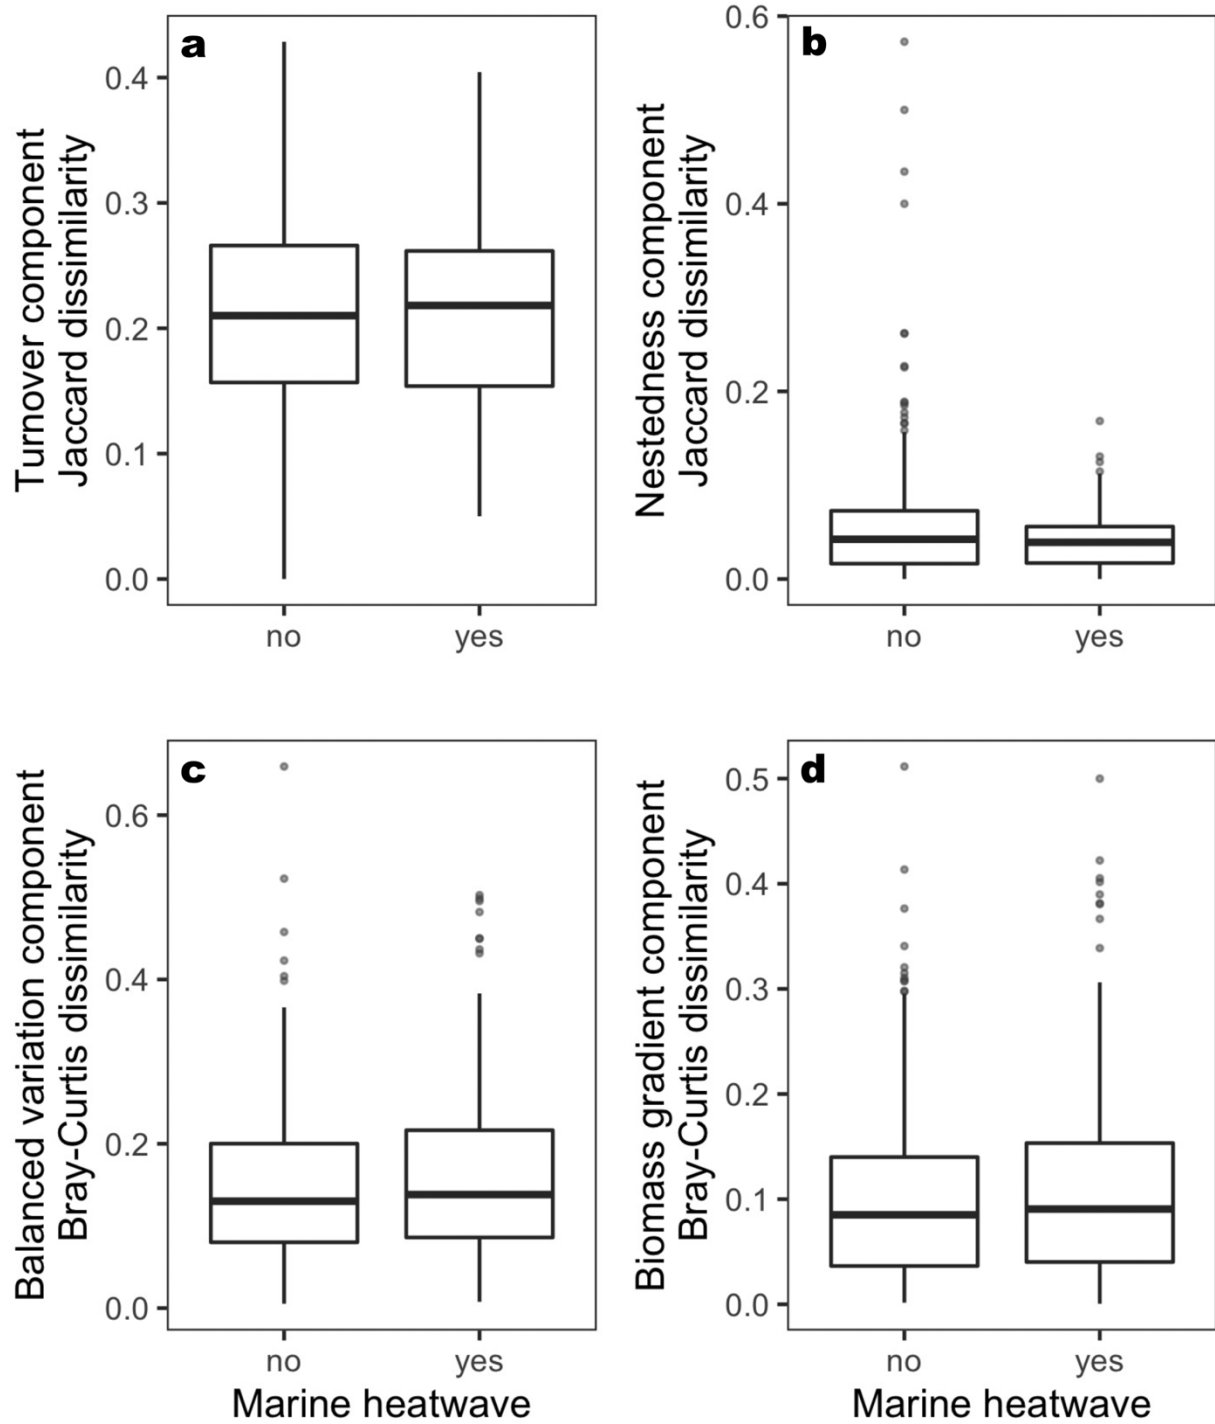 a
Turnover component
Jaccard dissimilarity
0.4
0.3
0.2
0.1
0.0
no yes
b
Nestedness component
Jaccard dissimilarity
0.6
0.4
0.2
0.0
no yes
c
Balanced variation component
Bray-Curtis dissimilarity
0.6
0.4
0.2
0.0
no yes
Marine heatwave
d
Biomass gradient component
Bray-Curtis dissimilarity
0.5
0.4
0.3
0.2
0.1
0.0
no yes
Marine heatwave